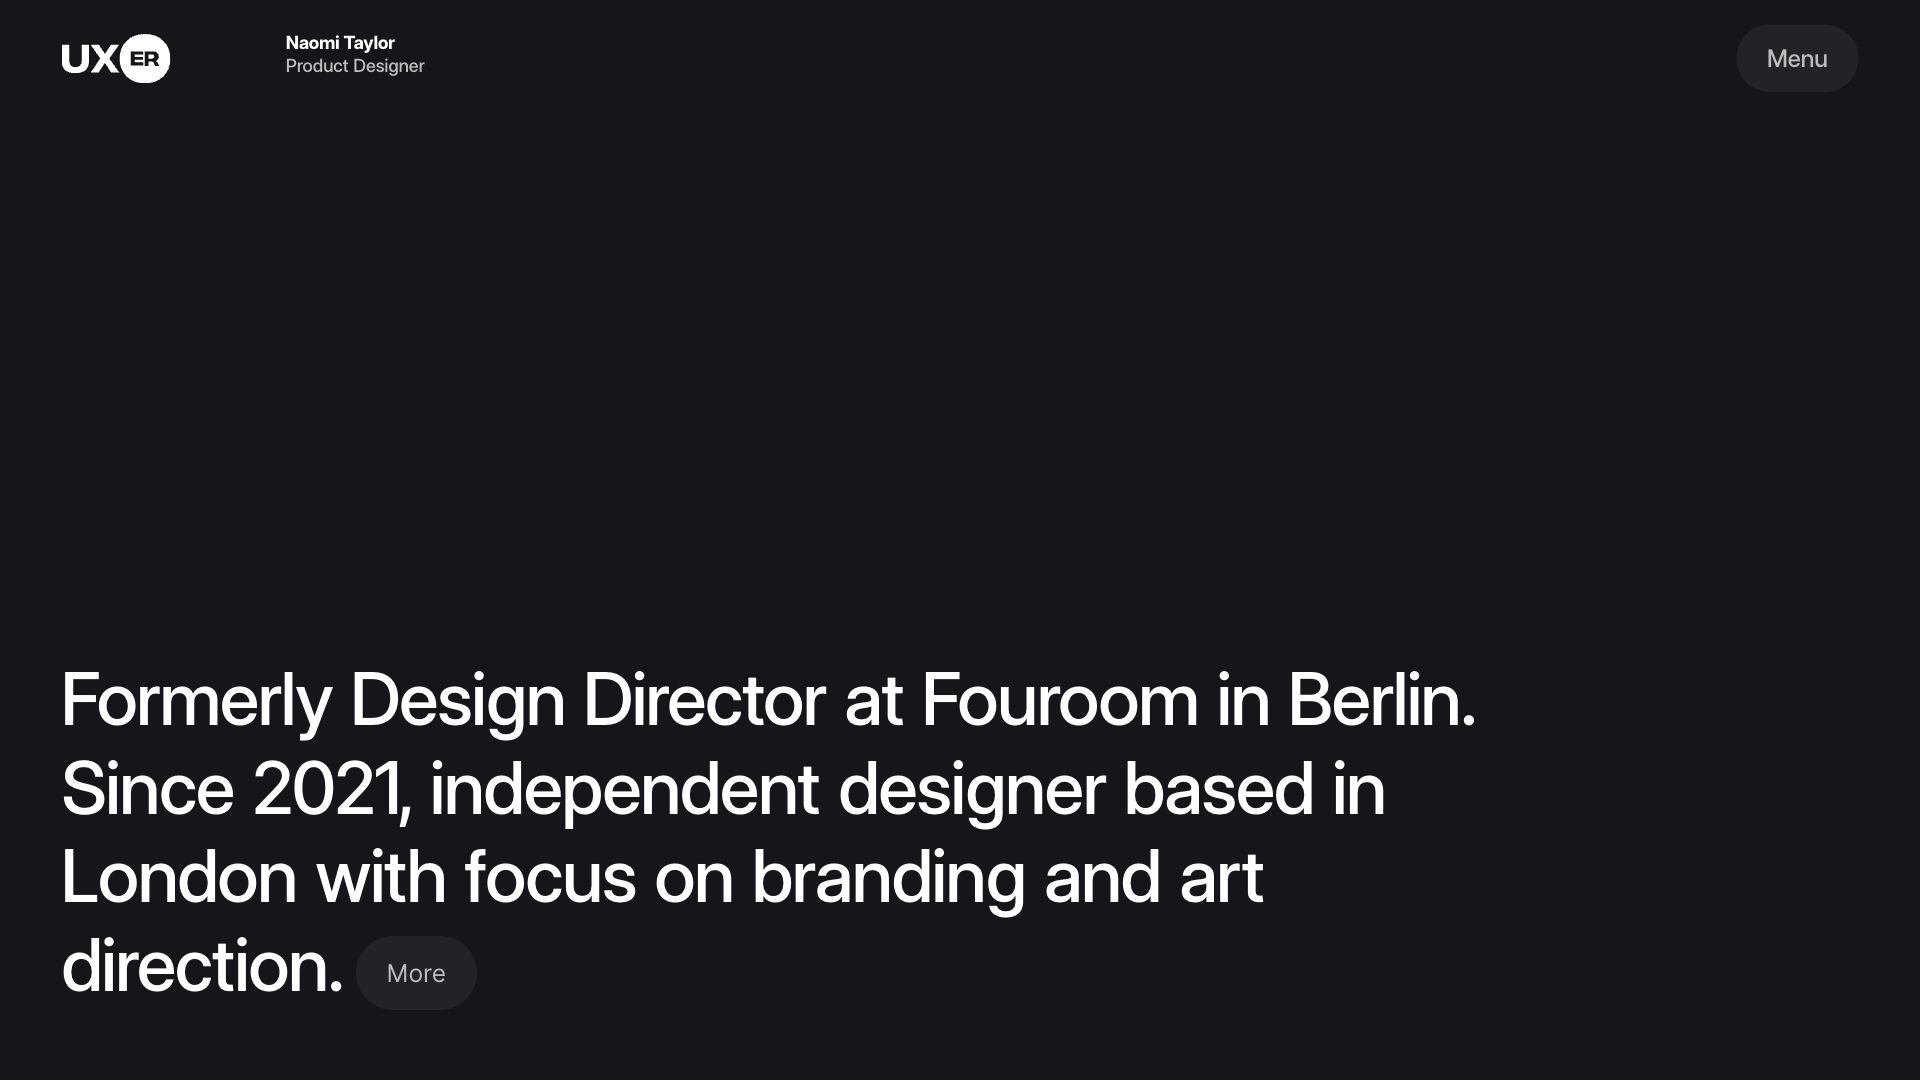 UXER
Naomi Taylor
Product Designer
Menu
Formerly Design Director at Fouroom in Berlin.
Since 2021, independent designer based in
London with focus on branding and art
direction. More